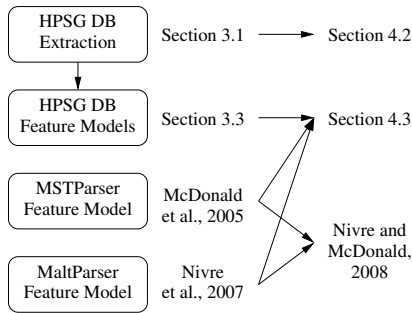 HPSG DB
Extraction
Section 3.1
Section 4.2
HPSG DB
Feature Models
Section 3.3
Section 4.3
MSTParser
Feature Model
McDonald
et al., 2005
Nivre and
McDonald,
2008
MaltParser
Feature Model
Nivre
et al., 2007